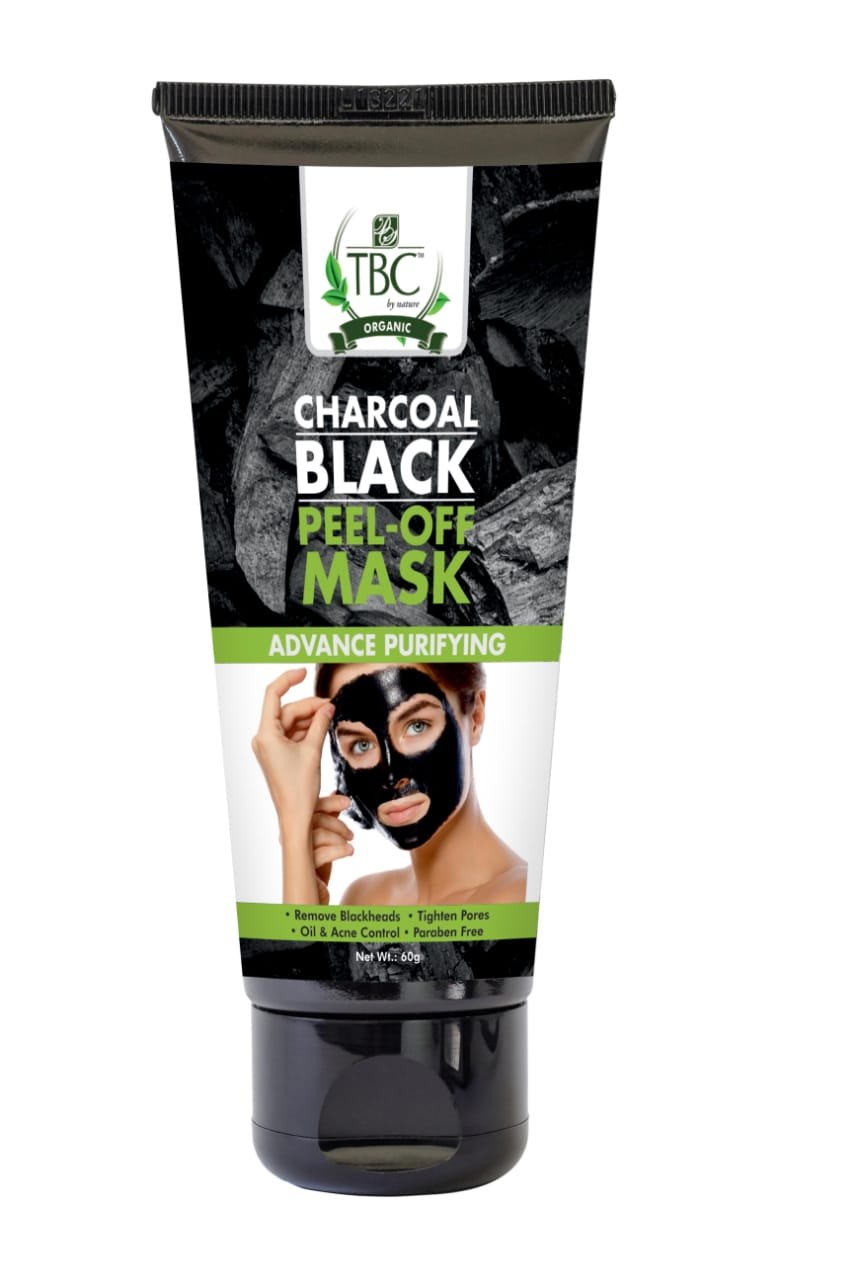 L13221
TBC™
by nature
ORGANIC
CHARCOAL
BLACK
PEEL-OFF
MASK
ADVANCE PURIFYING
• Remove Blackheads • Tighten Pores
• Oil & Acne Control • Paraben Free
Net Wt.: 60g